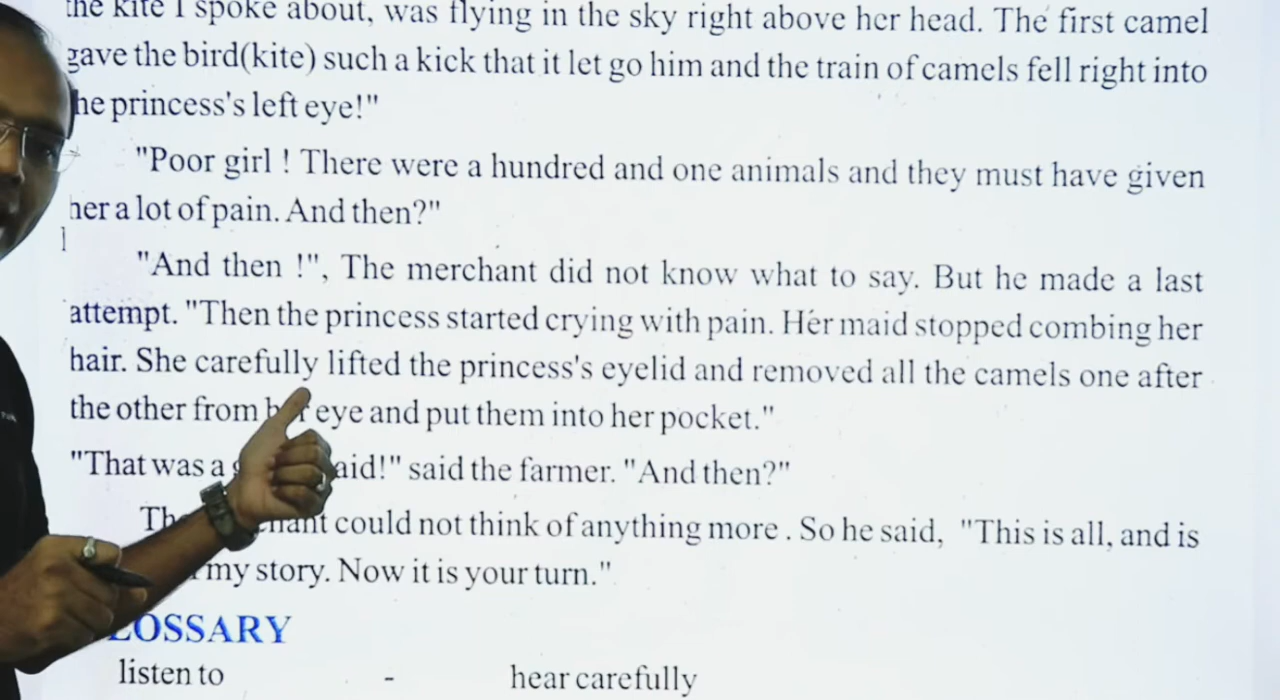 the kite I spoke about, was flying in the sky right above her head. The first camel
gave the bird(kite) such a kick that it let go him and the train of camels fell right into
he princess's left eye!"
"Poor girl ! There were a hundred and one animals and they must have given
her a lot of pain. And then?"
"And then !", The merchant did not know what to say. But he made a last
attempt. "Then the princess started crying with pain. Her maid stopped combing her
hair. She carefully lifted the princess's eyelid and removed all the camels one after
the other from her eye and put them into her pocket."
"That was a aid!" said the farmer. "And then?"
could not think of anything more . So he said, "This is all, and is
my story. Now it is your turn."
LOSSARY
listen to - hear carefully